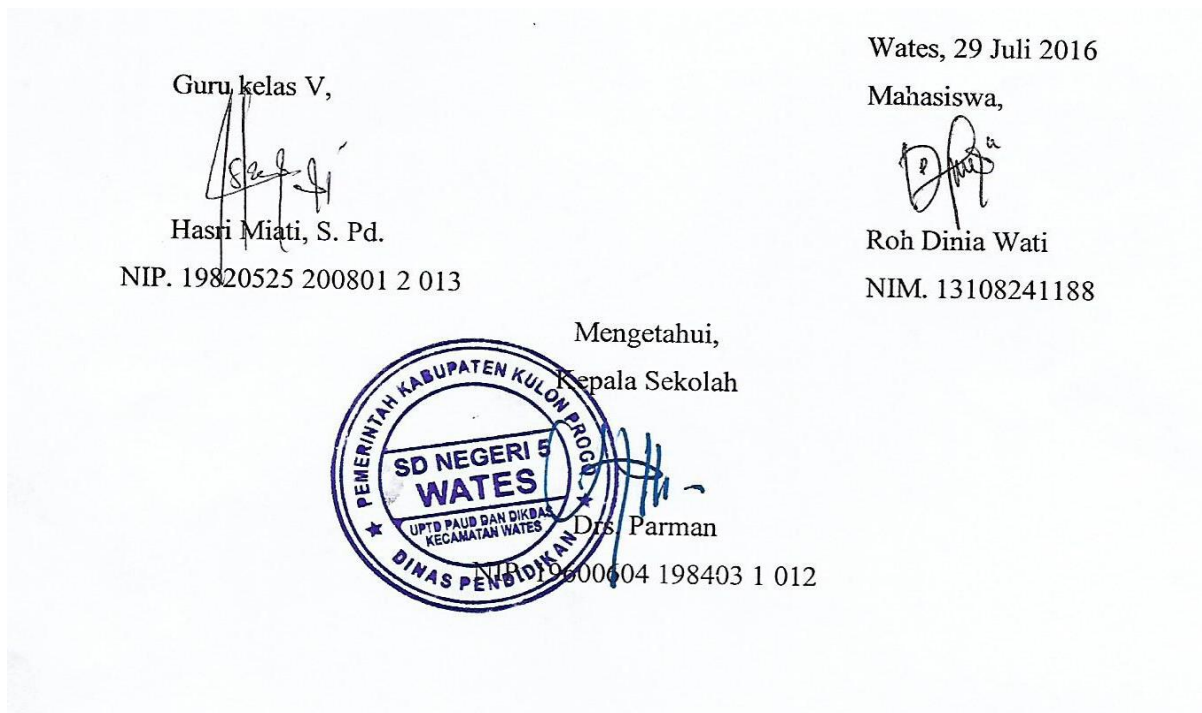 Wates, 29 Juli 2016
Guru kelas V,
Mahasiswa,
Hasri Miati, S. Pd.
NIP. 19820525 200801 2 013
Roh Dinia Wati
NIM. 13108241188
Mengetahui,
Kepala Sekolah
PEMERINTAH KABUPATEN KULON PROGO
SD NEGERI 5
WATES
UPTD PAUD DAN DIKDAS
KECAMATAN WATES
DINAS PENDIDIKAN
Drs. Parman
NIP. 19600604 198403 1 012